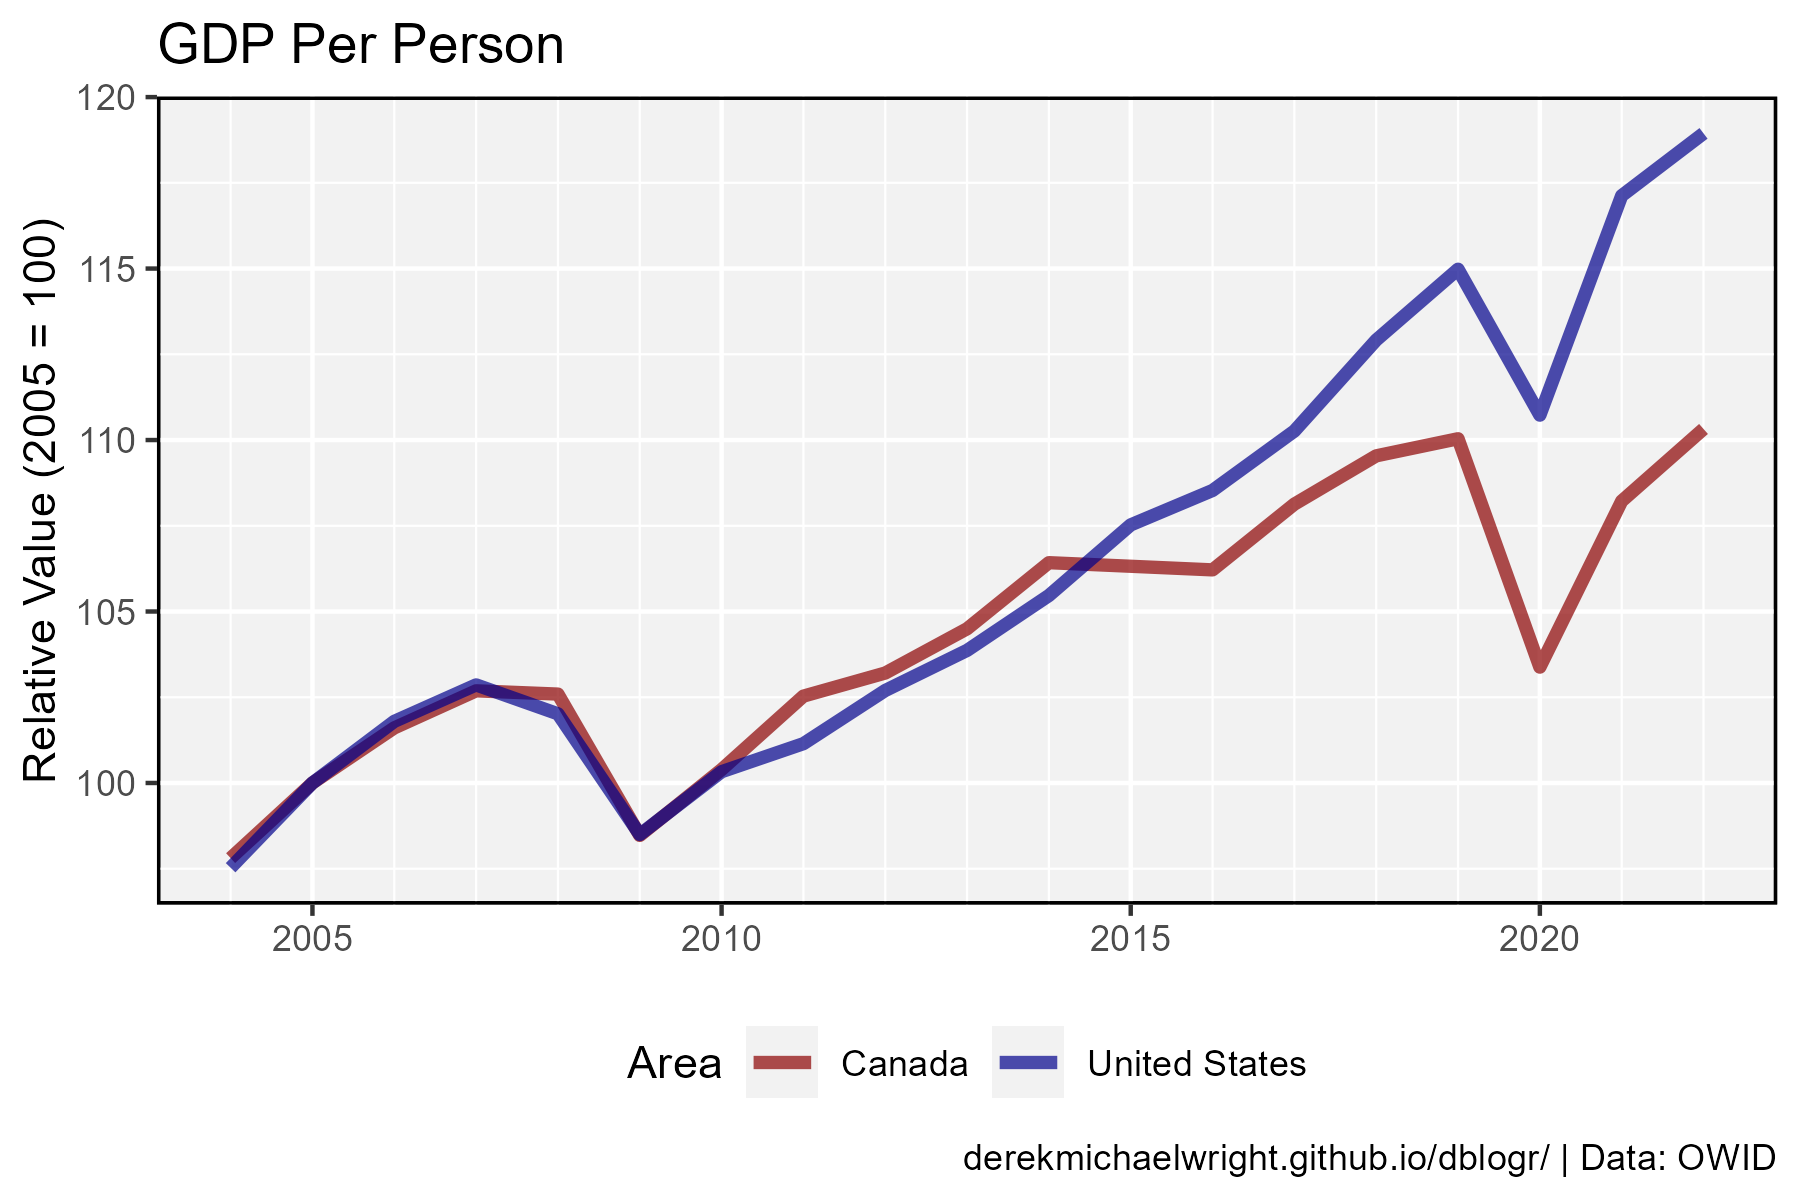 GDP Per Person
Relative Value (2005 = 100)
120
115
110
105
100
2005 2010 2015 2020
Area Canada United States
derekmichaelwright.github.io/dblogr/ | Data: OWID